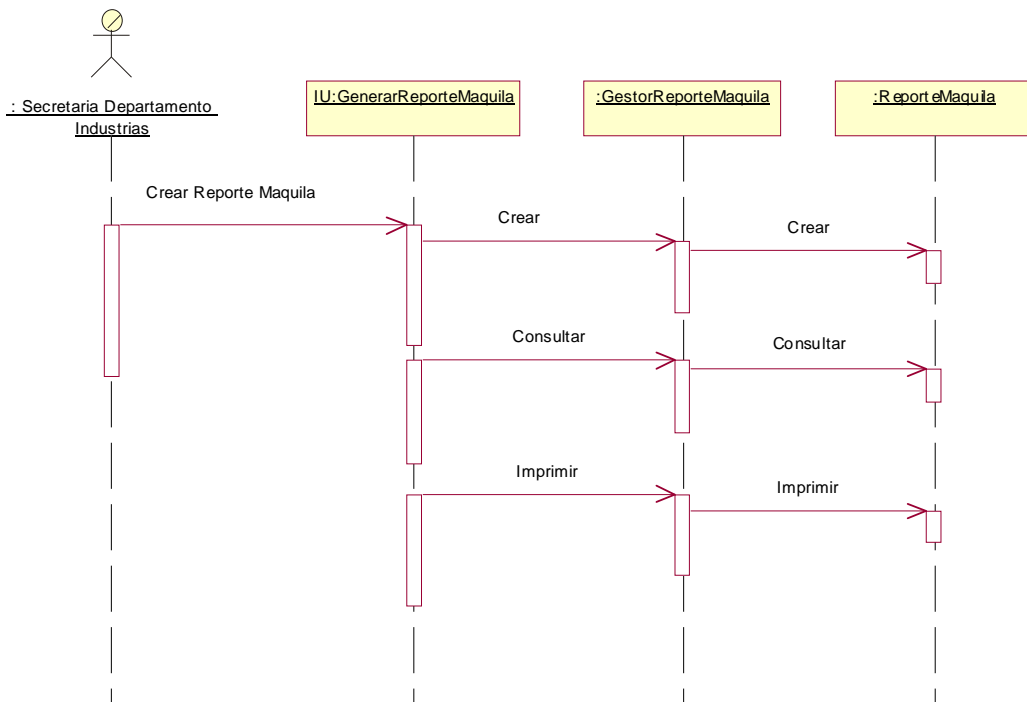 : Secretaria Departamento
Industrias
IU:GenerarReporteMaquila
:GestorReporteMaquila
:ReporteMaquila
Crear Reporte Maquila
Crear
Crear
Consultar
Consultar
Imprimir
Imprimir